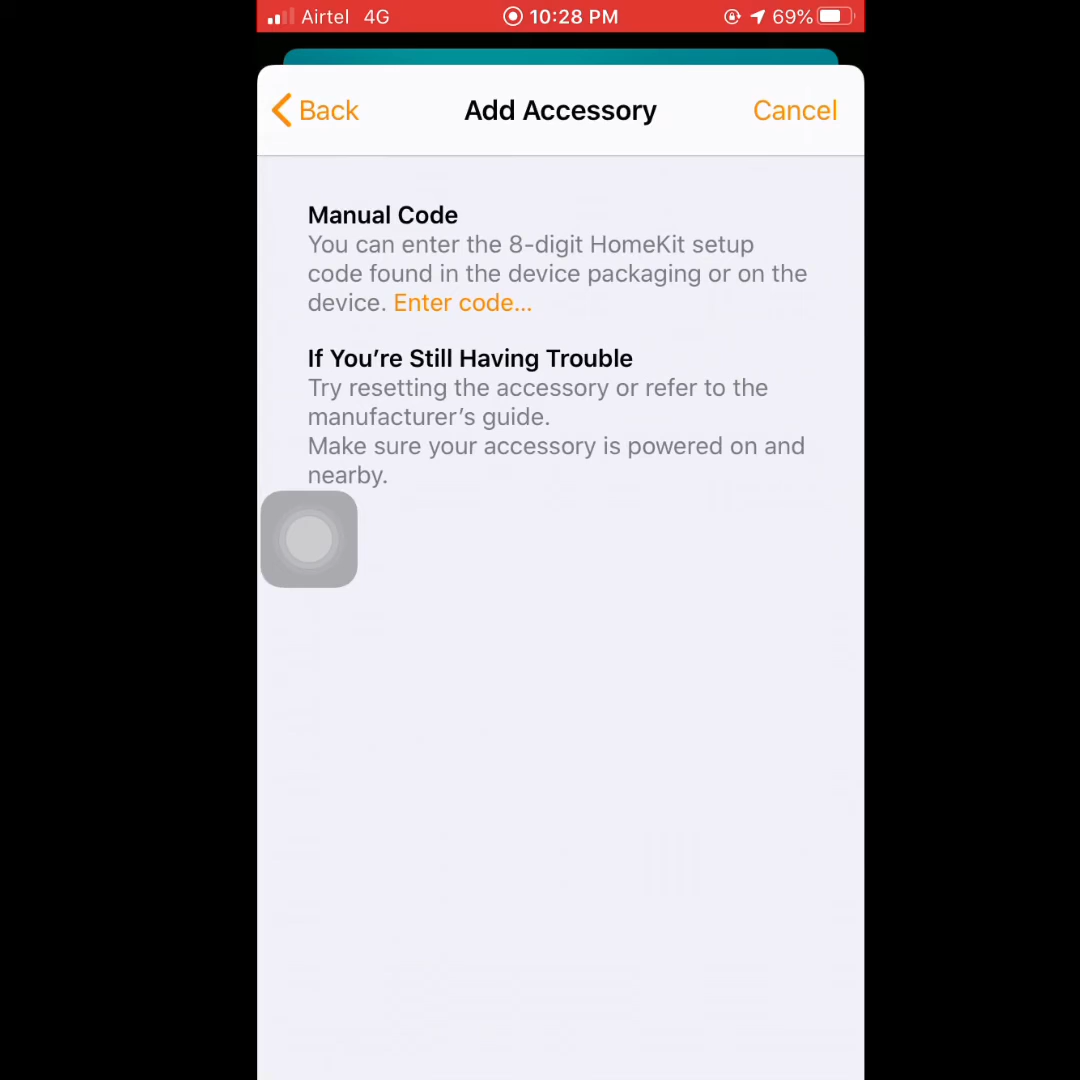 Airtel 4G 10:28 PM 69%
Back Add Accessory Cancel
Manual Code
You can enter the 8-digit HomeKit setup
code found in the device packaging or on the
device. Enter code...
If You’re Still Having Trouble
Try resetting the accessory or refer to the
manufacturer’s guide.
Make sure your accessory is powered on and
nearby.